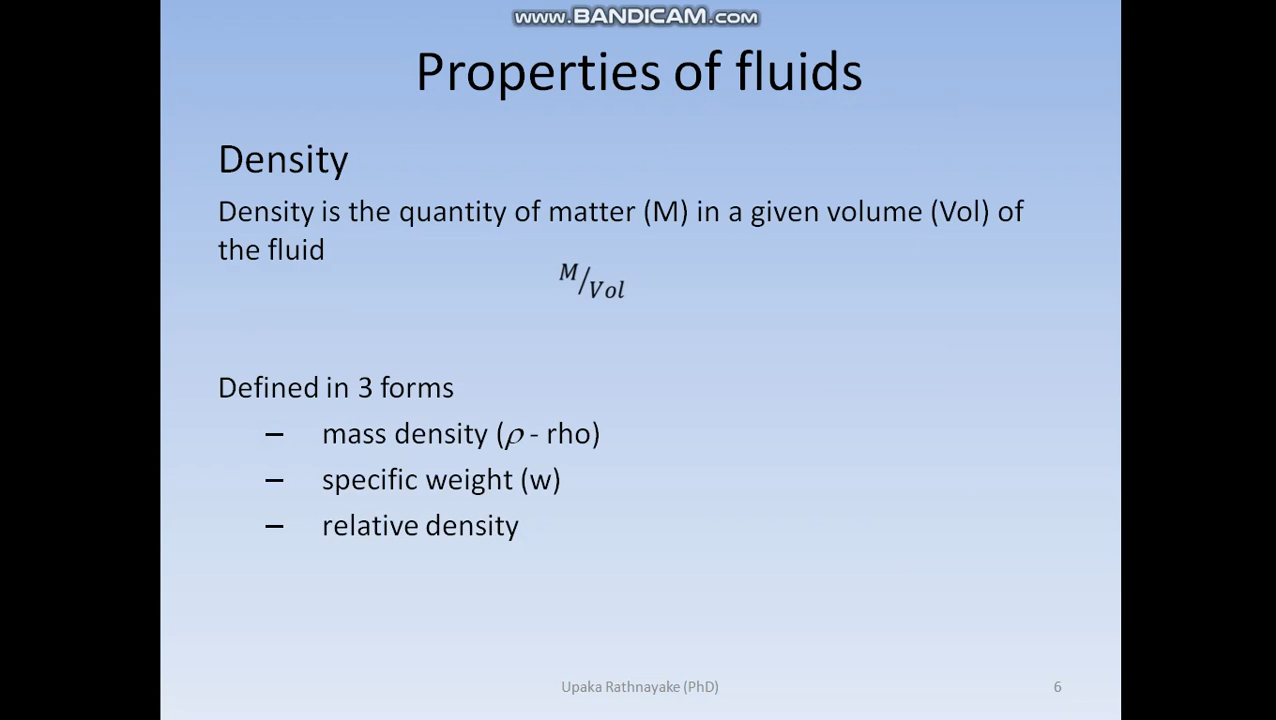 www.BANDICAM.com
Properties of fluids
Density
Density is the quantity of matter (M) in a given volume (Vol) of
the fluid
M/Vol
Defined in 3 forms
– mass density (ρ - rho)
– specific weight (w)
– relative density
Upaka Rathnayake (PhD) 6